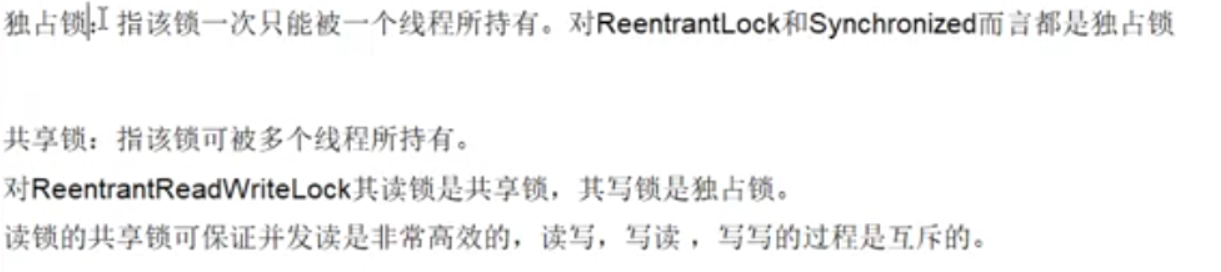 独占锁：指该锁一次只能被一个线程所持有。对ReentrantLock和Synchronized而言都是独占锁
共享锁：指该锁可被多个线程所持有。
对ReentrantReadWriteLock其读锁是共享锁，其写锁是独占锁。
读锁的共享锁可保证并发读是非常高效的，读写，写读 ，写写的过程是互斥的。